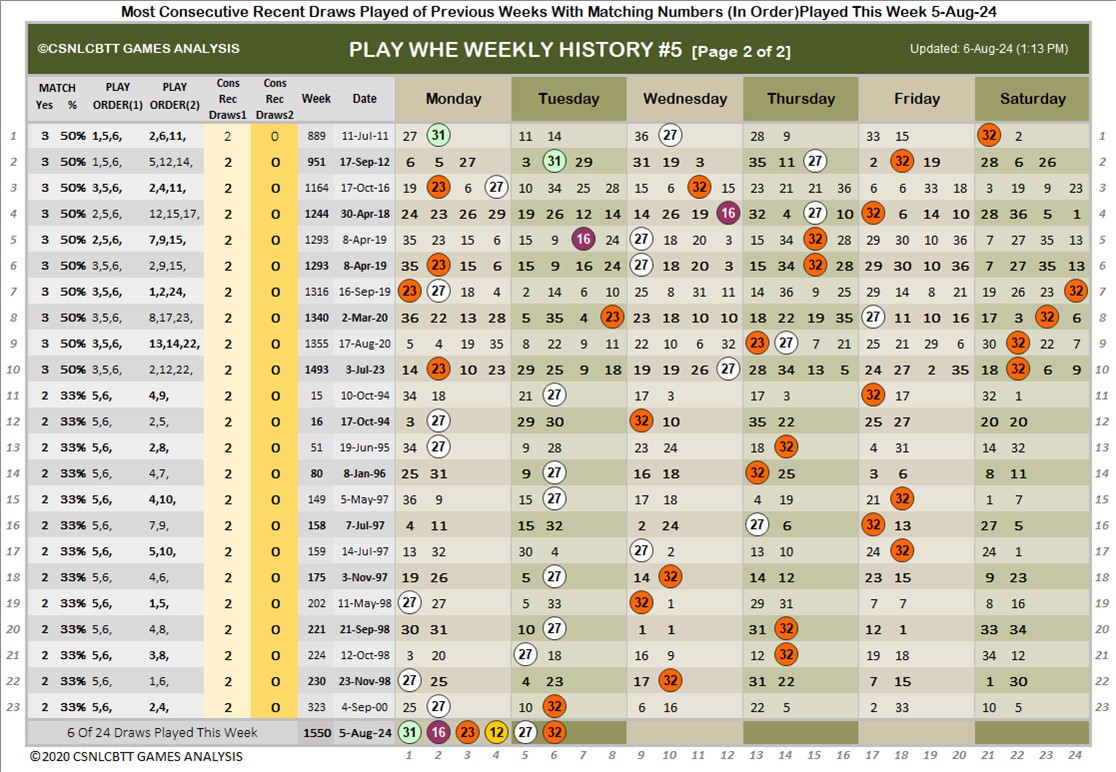 Most Consecutive Recent Draws Played of Previous Weeks With Matching Numbers (In Order)Played This Week 5-Aug-24
©CSNLCBTT GAMES ANALYSIS PLAY WHE WEEKLY HISTORY #5 [Page 2 of 2] Updated: 6-Aug-24 (1:13 PM)
MATCH PLAY PLAY Cons Rec Draws1 Cons Rec Draws2 Week Date Monday Tuesday Wednesday Thursday Friday Saturday
Yes % ORDER(1) ORDER(2)
1 3 50% 1,5,6, 2,6,11, 2 0 889 11-Jul-11 27 31 11 14 36 27 28 9 33 15 32 2 1
2 3 50% 1,5,6, 5,12,14, 2 0 951 17-Sep-12 6 5 27 3 31 29 31 19 3 35 11 27 2 32 19 28 6 26 2
3 3 50% 3,5,6, 2,4,11, 2 0 1164 17-Oct-16 19 23 6 27 10 34 25 28 15 6 32 15 23 21 21 36 6 6 33 18 3 19 9 23 3
4 3 50% 2,5,6, 12,15,17, 2 0 1244 30-Apr-18 24 23 26 29 19 26 12 14 14 26 19 16 32 4 27 10 32 6 14 10 28 36 5 1 4
5 3 50% 2,5,6, 7,9,15, 2 0 1293 8-Apr-19 35 23 15 6 15 9 16 24 27 18 20 3 15 34 32 28 29 30 10 36 7 27 35 13 5
6 3 50% 3,5,6, 2,9,15, 2 0 1293 8-Apr-19 35 23 15 6 15 9 16 24 27 18 20 3 15 34 32 28 29 30 10 36 7 27 35 13 6
7 3 50% 3,5,6, 1,2,24, 2 0 1316 16-Sep-19 23 27 18 4 2 14 6 10 25 8 31 11 14 36 9 25 29 14 8 21 19 26 23 32 7
8 3 50% 3,5,6, 8,17,23, 2 0 1340 2-Mar-20 36 22 13 28 5 35 4 23 23 18 10 10 18 22 19 35 27 11 10 16 17 3 32 6 8
9 3 50% 3,5,6, 13,14,22, 2 0 1355 17-Aug-20 5 4 19 35 8 22 9 11 22 10 6 32 23 27 7 21 25 21 29 6 30 32 22 7 9
10 3 50% 3,5,6, 2,12,22, 2 0 1493 3-Jul-23 14 23 10 23 29 25 9 18 19 19 26 27 28 34 13 5 24 27 2 35 18 32 6 9 10
11 2 33% 5,6, 4,9, 2 0 15 10-Oct-94 34 18 21 27 17 3 17 3 32 17 32 1 11
12 2 33% 5,6, 2,5, 2 0 16 17-Oct-94 3 27 29 30 32 10 35 22 25 27 20 20 12
13 2 33% 5,6, 2,8, 2 0 51 19-Jun-95 34 27 9 28 23 24 18 32 4 31 14 32 13
14 2 33% 5,6, 4,7, 2 0 80 8-Jan-96 25 31 9 27 16 18 32 25 3 6 8 11 14
15 2 33% 5,6, 4,10, 2 0 149 5-May-97 36 9 15 27 17 18 4 19 21 32 1 7 15
16 2 33% 5,6, 7,9, 2 0 158 7-Jul-97 4 11 15 32 2 24 27 6 32 13 27 5 16
17 2 33% 5,6, 5,10, 2 0 159 14-Jul-97 13 32 30 4 27 2 13 10 24 32 24 1 17
18 2 33% 5,6, 4,6, 2 0 175 3-Nov-97 19 26 5 27 14 32 14 12 23 15 9 23 18
19 2 33% 5,6, 1,5, 2 0 202 11-May-98 27 27 5 33 32 1 29 31 7 7 8 16 19
20 2 33% 5,6, 4,8, 2 0 221 21-Sep-98 30 31 10 27 1 1 31 32 12 1 33 34 20
21 2 33% 5,6, 3,8, 2 0 224 12-Oct-98 3 20 27 18 16 9 12 32 19 18 34 12 21
22 2 33% 5,6, 1,6, 2 0 230 23-Nov-98 27 25 4 23 17 32 31 22 7 15 1 30 22
23 2 33% 5,6, 2,4, 2 0 323 4-Sep-00 25 27 10 32 6 16 22 5 2 33 10 5 23
6 Of 24 Draws Played This Week 1550 5-Aug-24 31 16 23 12 27 32
©2020 CSNLCBTT GAMES ANALYSIS 1 2 3 4 5 6 7 8 9 10 11 12 13 14 15 16 17 18 19 20 21 22 23 24